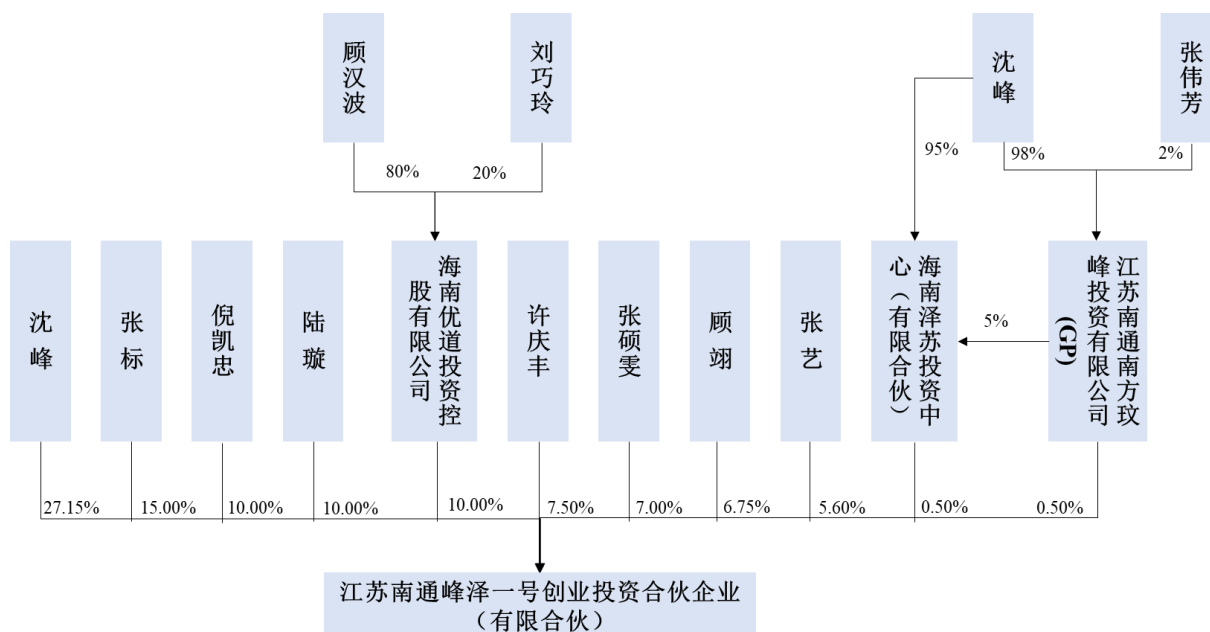 顾汉波
刘巧玲
沈峰
张伟芳
80%
20%
95%
98%
2%
沈峰
张标
倪凯忠
陆璇
海南优道投资控
股有限公司
许庆丰
张硕雯
顾翊
张艺
海南泽苏投资中
心（有限合伙）
5%
江苏南通南方玟
峰投资有限公司
(GP)
27.15%
15.00%
10.00%
10.00%
10.00%
7.50%
7.00%
6.75%
5.60%
0.50%
0.50%
江苏南通峰泽一号创业投资合伙企业
（有限合伙）